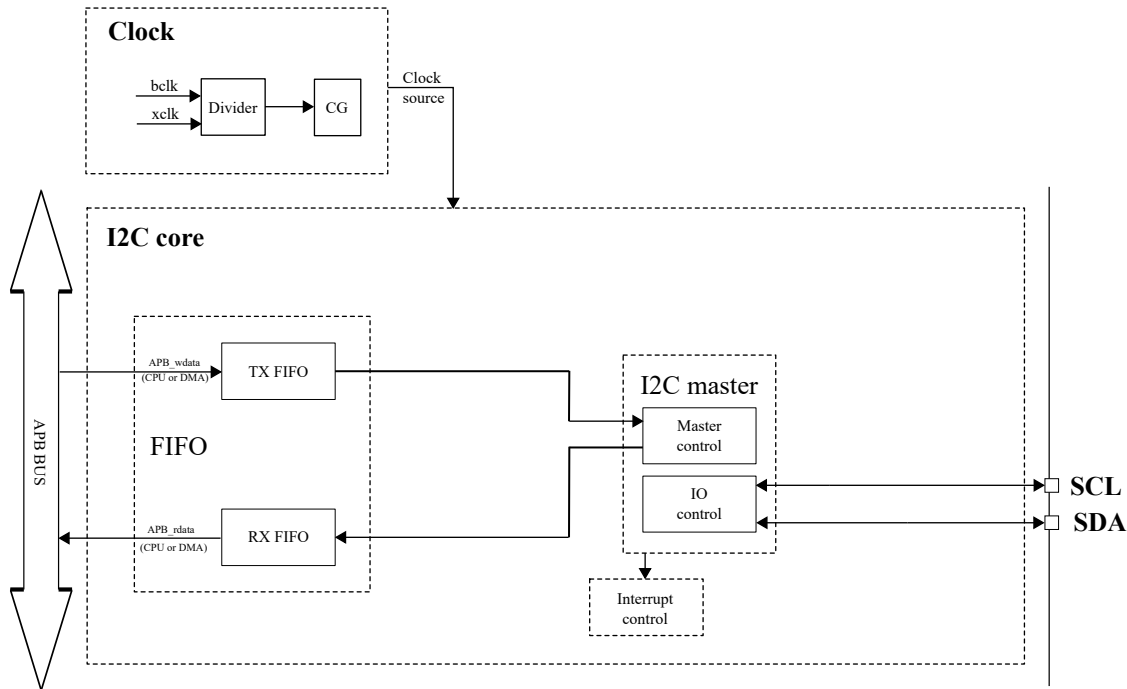 Clock
bclk
xclk
Divider
CG
Clock
source
I2C core
APB_wdata
(CPU or DMA)
TX FIFO
I2C master
Master
control
FIFO
APB BUS
IO
control
SCL
SDA
APB_rdata
(CPU or DMA)
RX FIFO
Interrupt
control